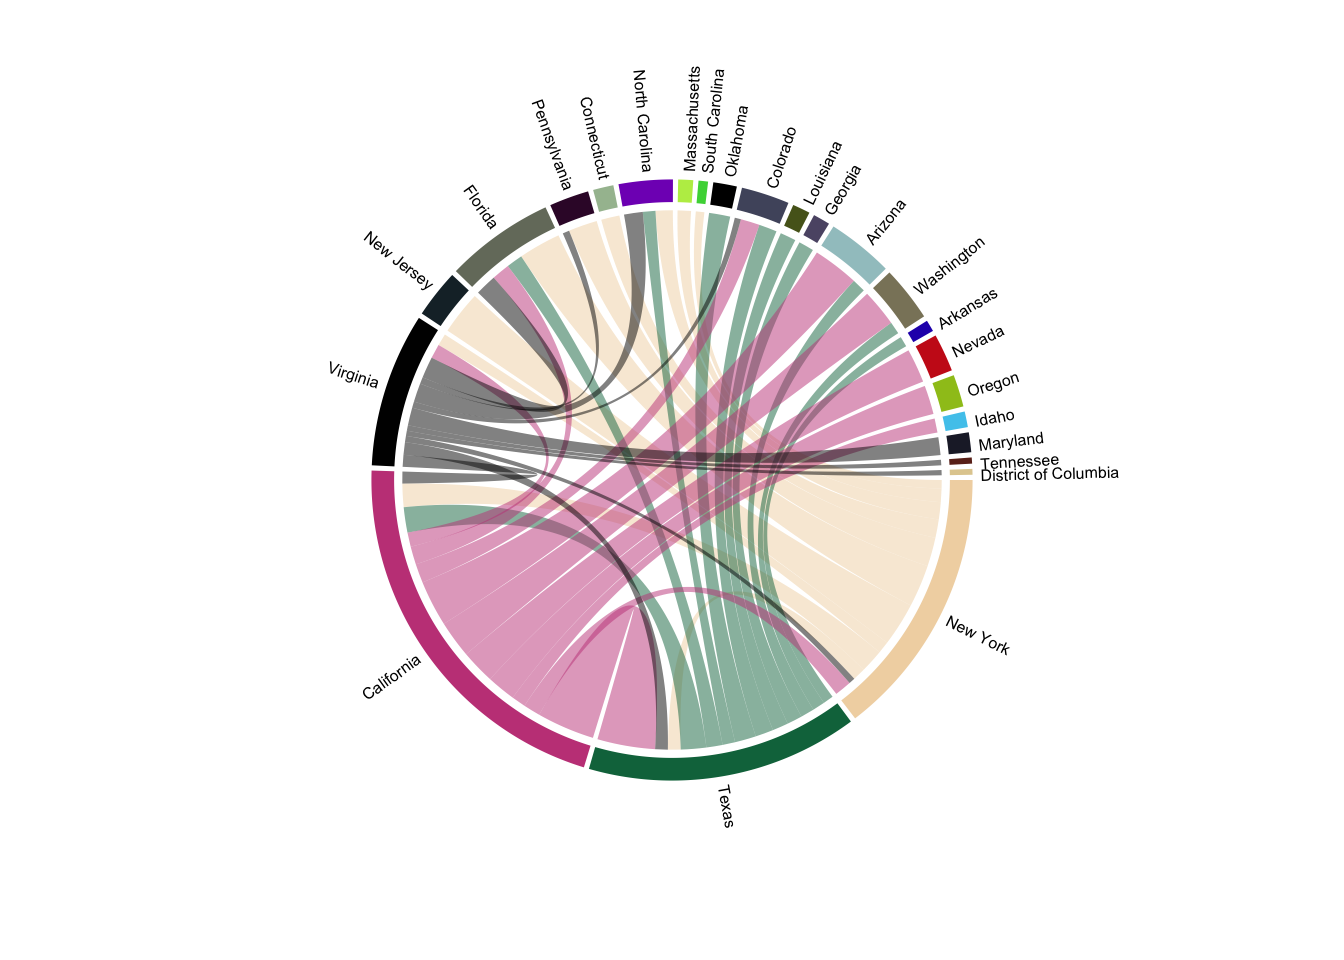 Massachusetts
South Carolina
Oklahoma
Colorado
Louisiana
Georgia
Arizona
Washington
Arkansas
Nevada
Oregon
Idaho
Maryland
Tennessee
District of Columbia
New York
Texas
California
Virginia
New Jersey
Florida
Pennsylvania
Connecticut
North Carolina